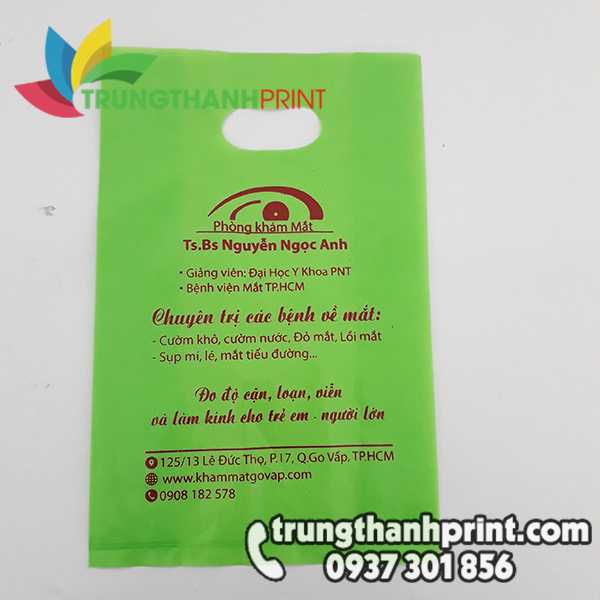 TRUNGTHANHPRINT
Phòng khám Mắt
Ts.Bs Nguyễn Ngọc Anh
• Giảng viên: Đại Học Y Khoa PNT
• Bệnh viện Mắt TP.HCM
Chuyên trị các bệnh về mắt:
- Cườm khô, cườm nước, Đỏ mắt, Lồi mắt
- Sụp mí, lé, mắt tiểu đường...
Đo độ cận, loạn, viễn
và làm kính cho trẻ em - người lớn
125/13 Lê Đức Thọ, P.17, Q.Go Vấp, TP.HCM
www.khammatgovap.com
0908 182 578
trungthanhprint.com
0937 301 856